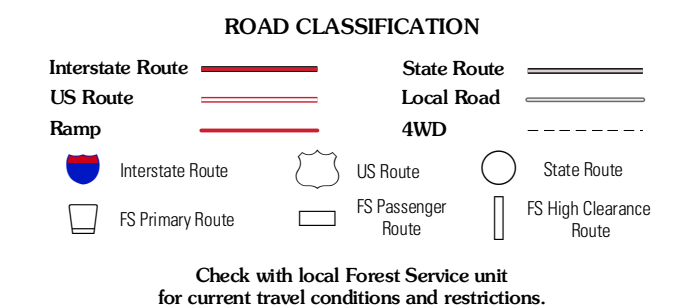 ROAD CLASSIFICATION
Interstate Route
State Route
US Route
Local Road
Ramp
4WD
Interstate Route
US Route
State Route
FS Primary Route
FS Passenger
Route
FS High Clearance
Route
Check with local Forest Service unit
for current travel conditions and restrictions.